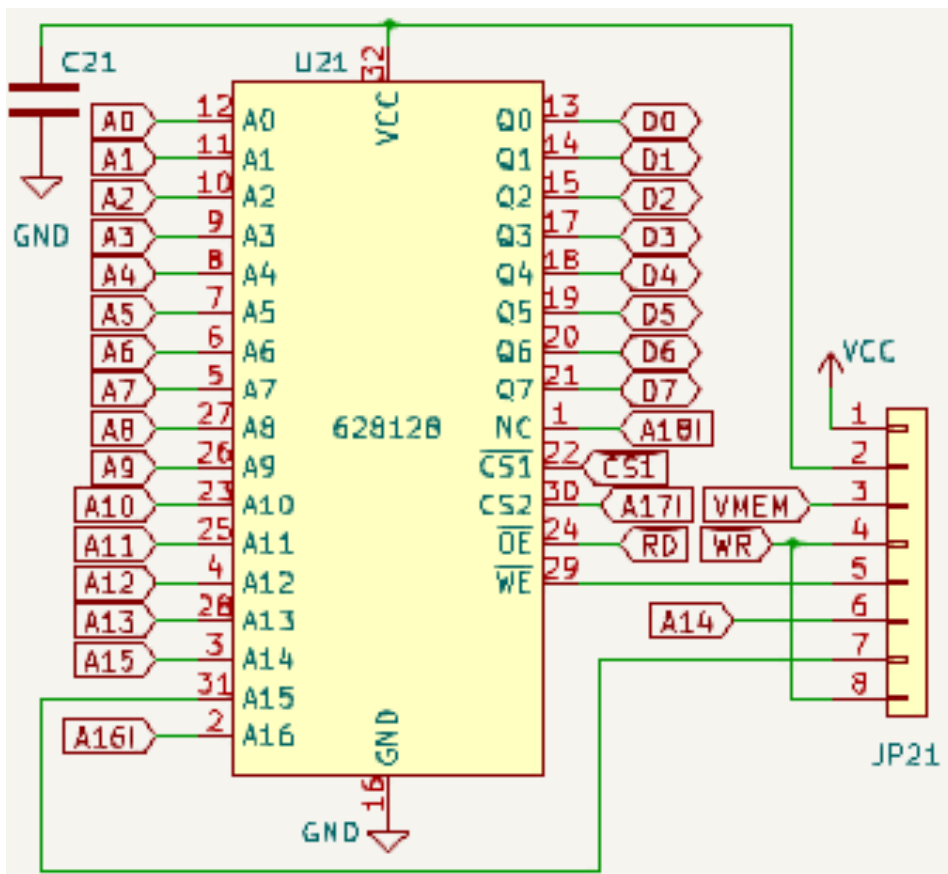 C21
U21
32
VCC
GND
A0 12 A0
A1 11 A1
A2 10 A2
A3 9 A3
A4 8 A4
A5 7 A5
A6 6 A6
A7 5 A7
A8 27 A8
A9 26 A9
A10 23 A10
A11 25 A11
A12 4 A12
A13 28 A13
A15 3 A14
31 A15
A16I 2 A16
628128
Q0 13 D0
Q1 14 D1
Q2 15 D2
Q3 17 D3
Q4 18 D4
Q5 19 D5
Q6 20 D6
Q7 21 D7
NC 1 A18I
CS1 22 CS1
CS2 30 A17I
OE 24 RD
WE 29
GND
16
GND
VCC
1
2
VMEM 3
WR 4
5
A14 6
7
8
JP21